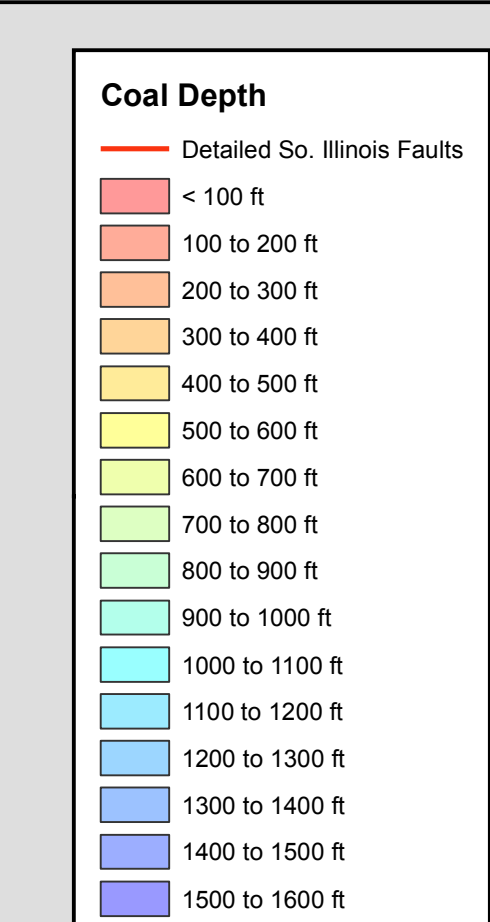 Coal Depth
Detailed So. Illinois Faults
< 100 ft
100 to 200 ft
200 to 300 ft
300 to 400 ft
400 to 500 ft
500 to 600 ft
600 to 700 ft
700 to 800 ft
800 to 900 ft
900 to 1000 ft
1000 to 1100 ft
1100 to 1200 ft
1200 to 1300 ft
1300 to 1400 ft
1400 to 1500 ft
1500 to 1600 ft